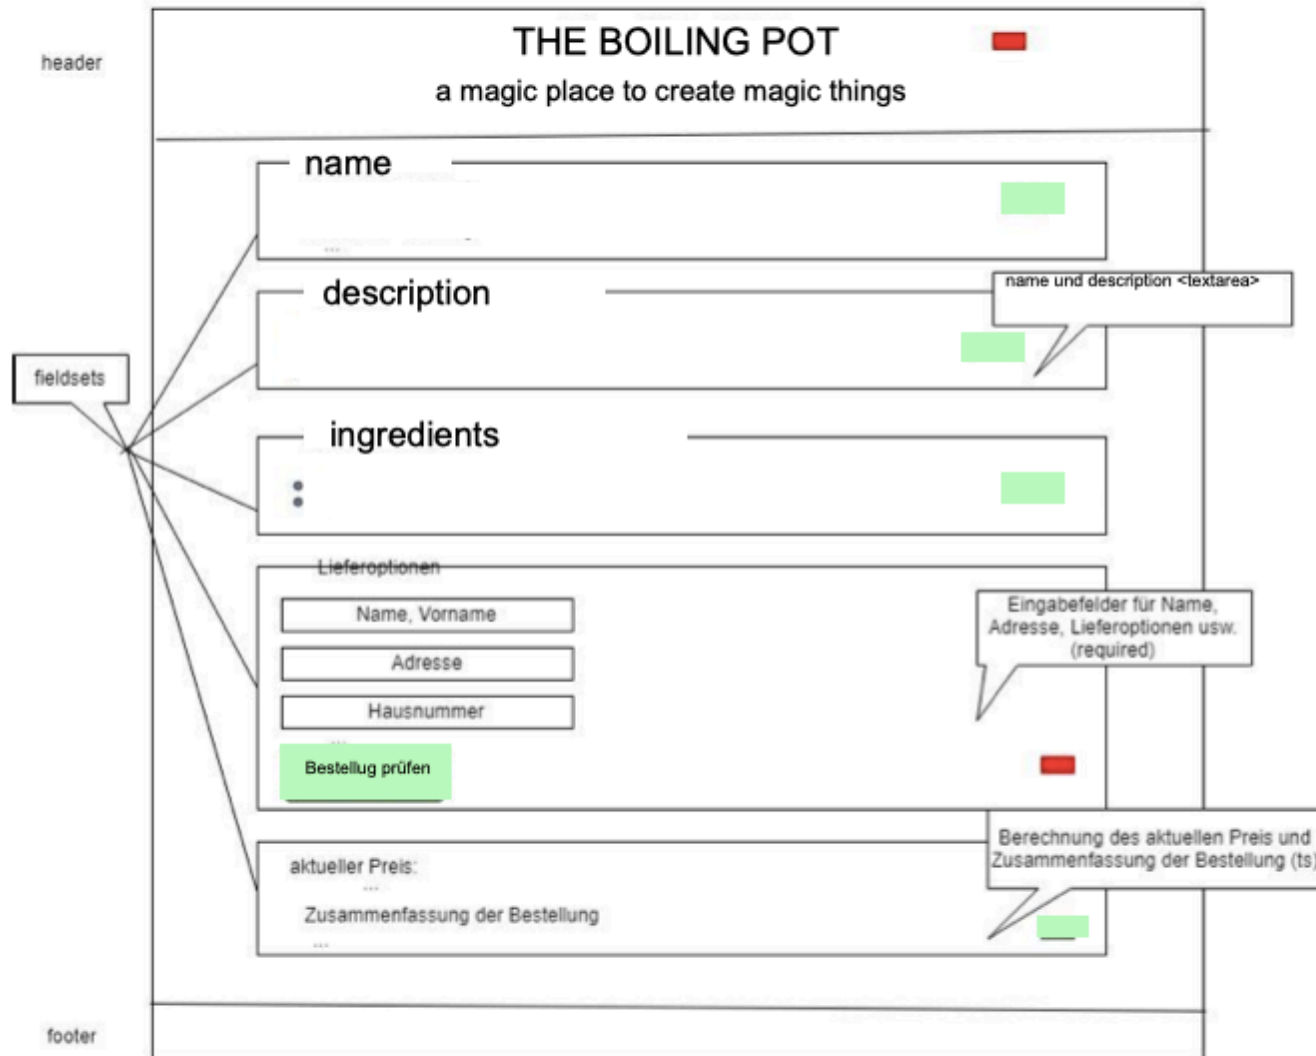 header
THE BOILING POT
a magic place to create magic things
name
...
description
name und description <textarea>
fieldsets
ingredients
Lieferoptionen
Name, Vorname
Eingabefelder für Name,
Adresse, Lieferoptionen usw.
(required)
Adresse
Hausnummer
...
Bestellug prüfen
aktueller Preis:
...
Berechnung des aktuellen Preis und
Zusammenfassung der Bestellung (ts)
Zusammenfassung der Bestellung
...
footer